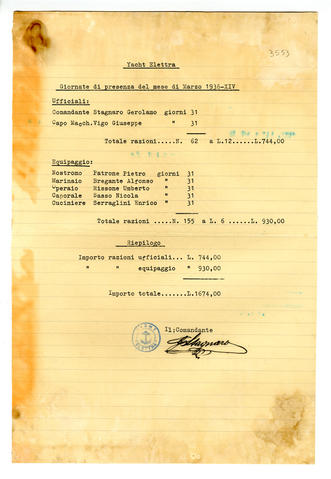 3553
Yacht Elettra
Giornate di presenza del mese di Marzo 1936-XIV
Ufficiali:
Comandante Stagnaro Gerolamo giorni 31
Capo Macch. Vigo Giuseppe " 31
Totale razioni.....N. 62 a L.12...L.744,00
Equipaggio:
Nostromo Patrone Pietro giorni 31
Marinaio Bregante Alfonso " 31
Operaio Rissone Umberto " 31
Caporale Sasso Nicola " 31
Cuciniere Serraglini Enrico " 31
Totale razioni .....N. 155 a L. 6 ...L. 930,00
Riepilogo
Importo razioni ufficiali... L. 744,00
" " equipaggio " 930,00
Importo totale......L.1674,00
Il Comandante
GStagnaro